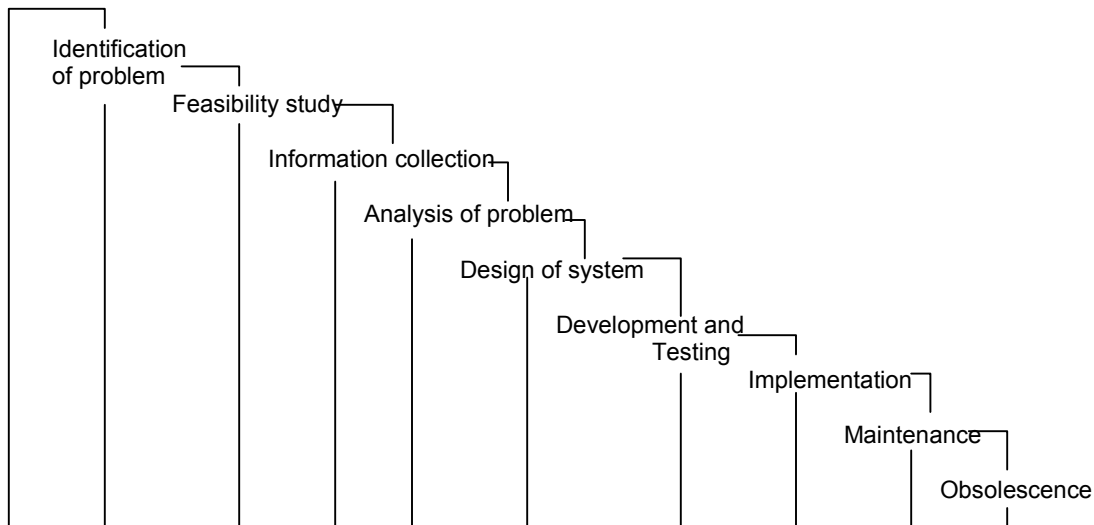 Identification
of problem
Feasibility study
Information collection
Analysis of problem
Design of system
Development and
Testing
Implementation
Maintenance
Obsolescence